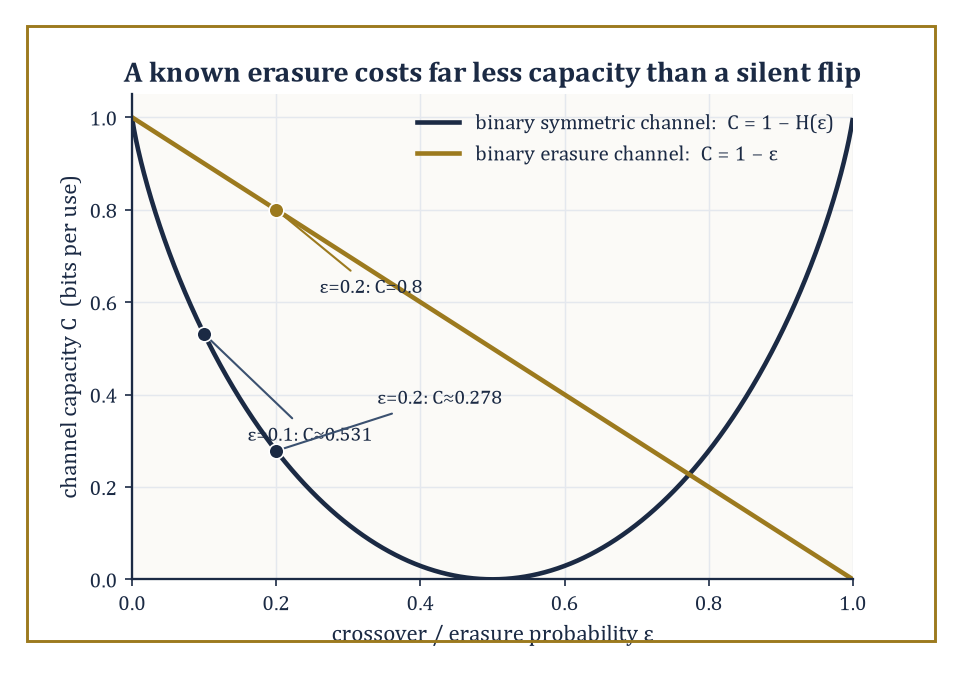 A known erasure costs far less capacity than a silent flip
binary symmetric channel:  C = 1 − H(ε)
binary erasure channel:  C = 1 − ε
channel capacity C  (bits per use)
1.0
0.8
0.6
0.4
0.2
0.0
ε=0.2: C=0.8
ε=0.2: C≈0.278
ε=0.1: C≈0.531
0.0 0.2 0.4 0.6 0.8 1.0
crossover / erasure probability ε